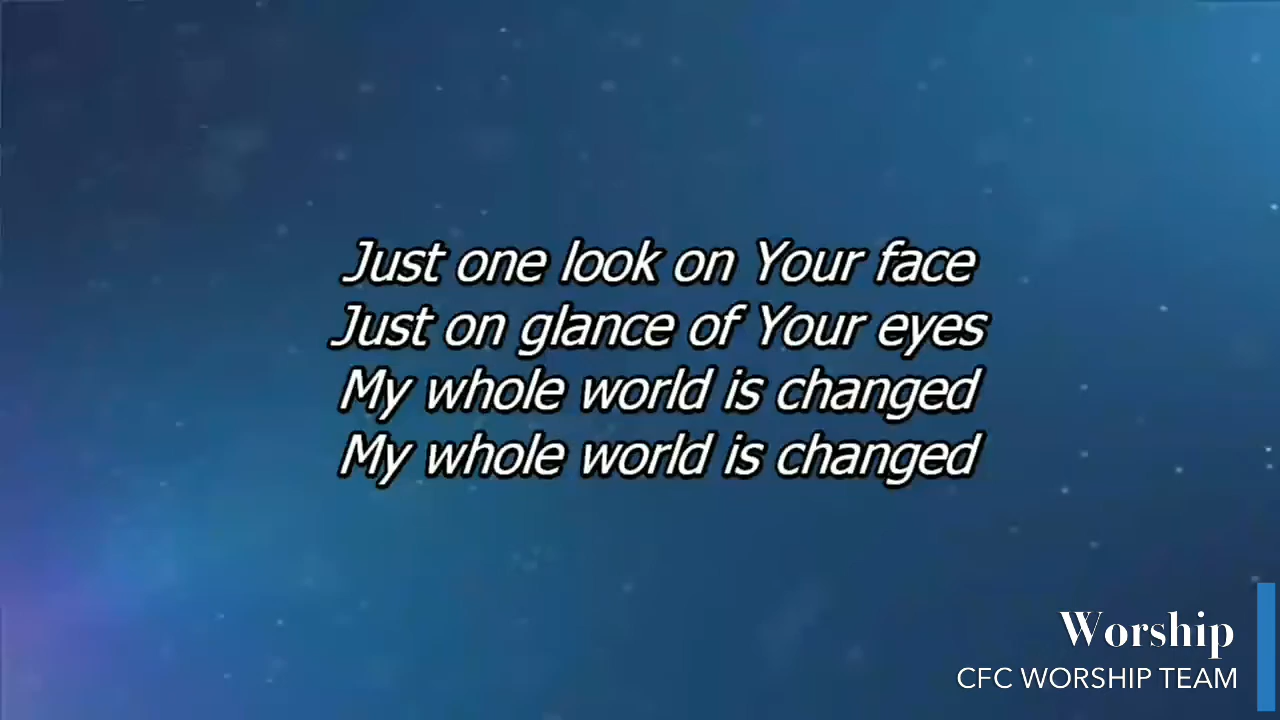 Just one look on Your face
Just on glance of Your eyes
My whole world is changed
My whole world is changed
Worship
CFC WORSHIP TEAM